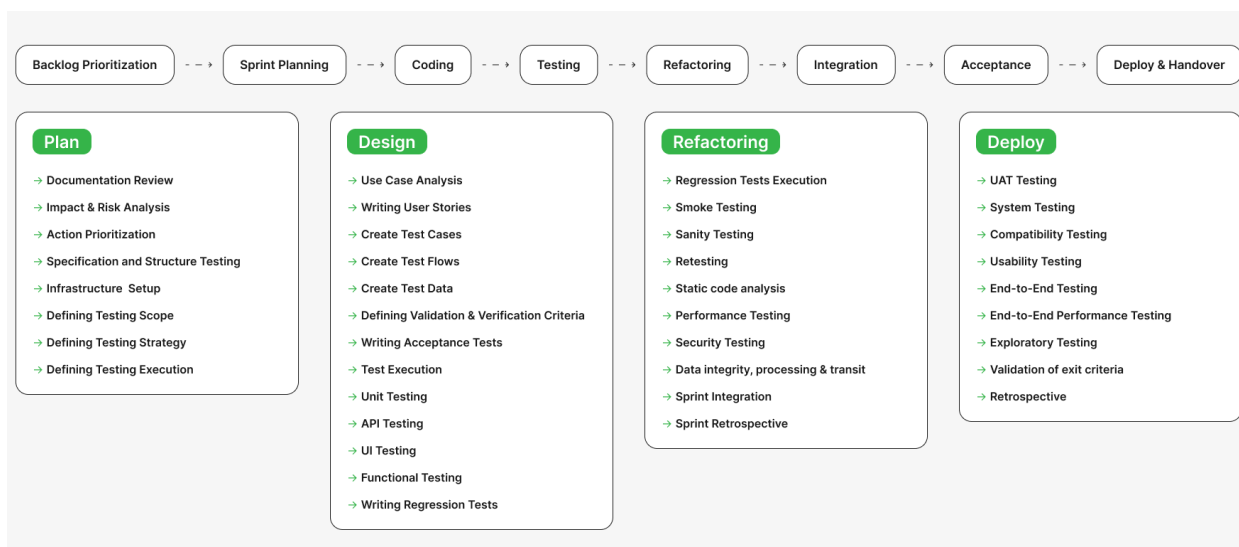 Backlog Prioritization
Sprint Planning
Coding
Testing
Refactoring
Integration
Acceptance
Deploy & Handover
Plan
Documentation Review
Impact & Risk Analysis
Action Prioritization
Specification and Structure Testing
Infrastructure Setup
Defining Testing Scope
Defining Testing Strategy
Defining Testing Execution
Design
Use Case Analysis
Writing User Stories
Create Test Cases
Create Test Flows
Create Test Data
Defining Validation & Verification Criteria
Writing Acceptance Tests
Test Execution
Unit Testing
API Testing
UI Testing
Functional Testing
Writing Regression Tests
Refactoring
Regression Tests Execution
Smoke Testing
Sanity Testing
Retesting
Static code analysis
Performance Testing
Security Testing
Data integrity, processing & transit
Sprint Integration
Sprint Retrospective
Deploy
UAT Testing
System Testing
Compatibility Testing
Usability Testing
End-to-End Testing
End-to-End Performance Testing
Exploratory Testing
Validation of exit criteria
Retrospective